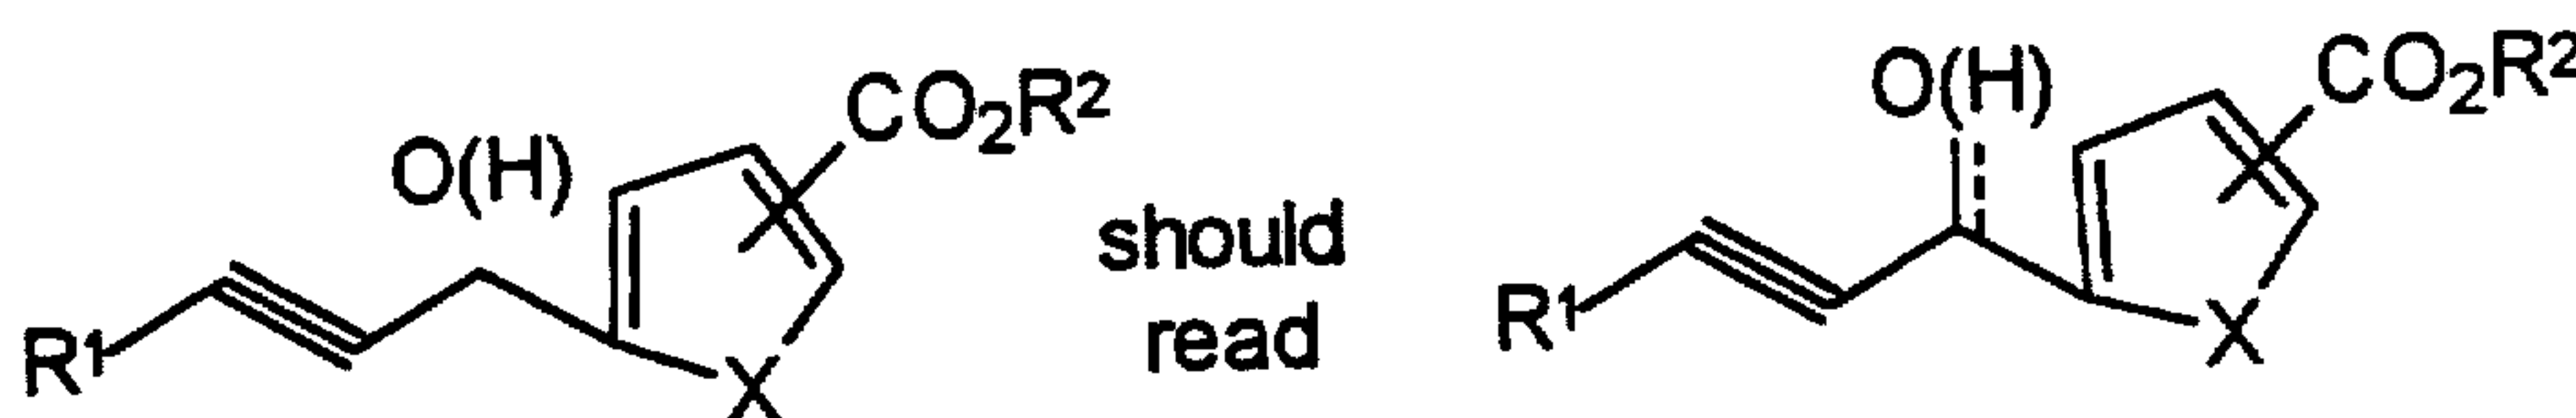 O(H)
CO₂R²
R¹
X
should
read
O(H)
CO₂R²
R¹
X